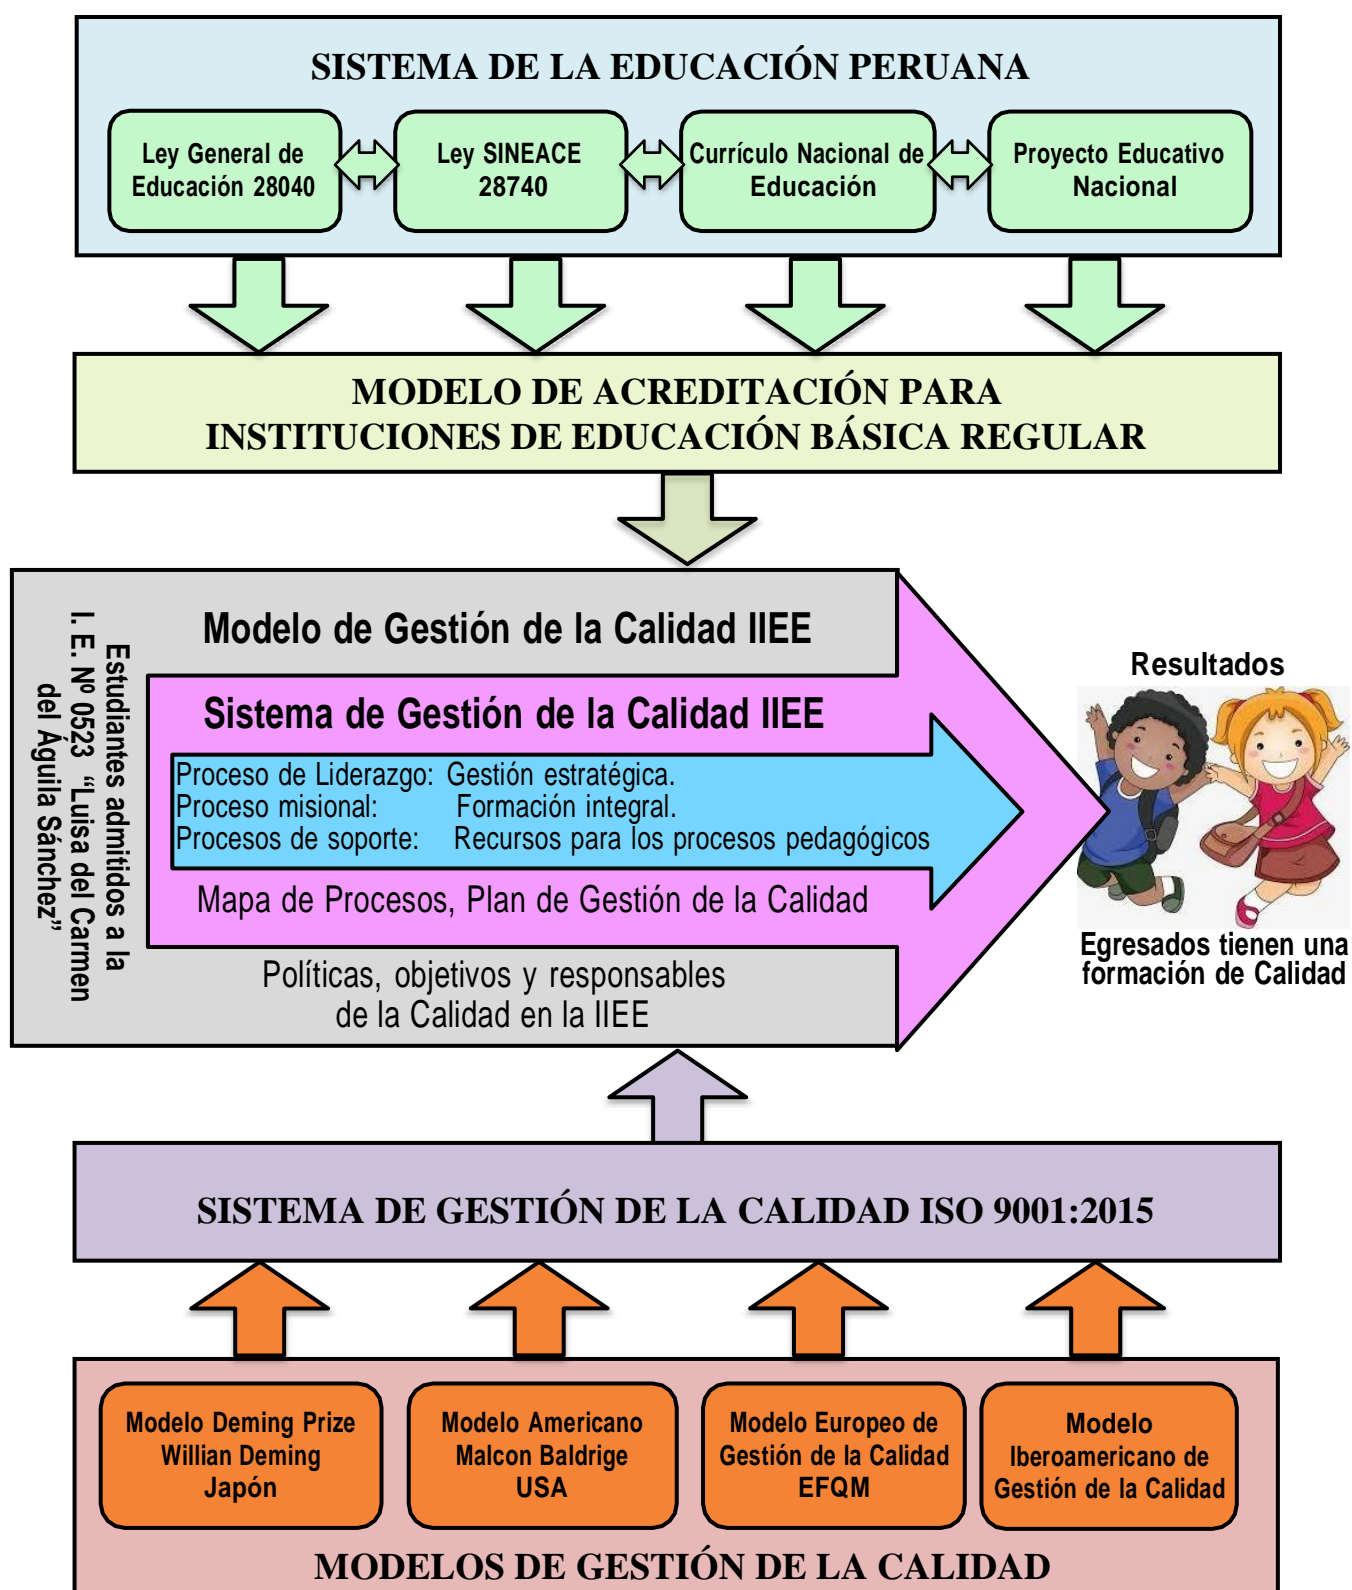 SISTEMA DE LA EDUCACIÓN PERUANA
Ley General de
Educación 28040
Ley SINEACE
28740
Currículo Nacional de
Educación
Proyecto Educativo
Nacional
MODELO DE ACREDITACIÓN PARA
INSTITUCIONES DE EDUCACIÓN BÁSICA REGULAR
Estudiantes admitidos a la
I. E. Nº 0523 “Luisa del Carmen
del Águila Sánchez”
Modelo de Gestión de la Calidad IIEE
Sistema de Gestión de la Calidad IIEE
Proceso de Liderazgo: Gestión estratégica.
Proceso misional: Formación integral.
Procesos de soporte: Recursos para los procesos pedagógicos
Mapa de Procesos, Plan de Gestión de la Calidad
Políticas, objetivos y responsables
de la Calidad en la IIEE
Resultados
Egresados tienen una
formación de Calidad
SISTEMA DE GESTIÓN DE LA CALIDAD ISO 9001:2015
Modelo Deming Prize
Willian Deming
Japón
Modelo Americano
Malcon Baldrige
USA
Modelo Europeo de
Gestión de la Calidad
EFQM
Modelo
Iberoamericano de
Gestión de la Calidad
MODELOS DE GESTIÓN DE LA CALIDAD